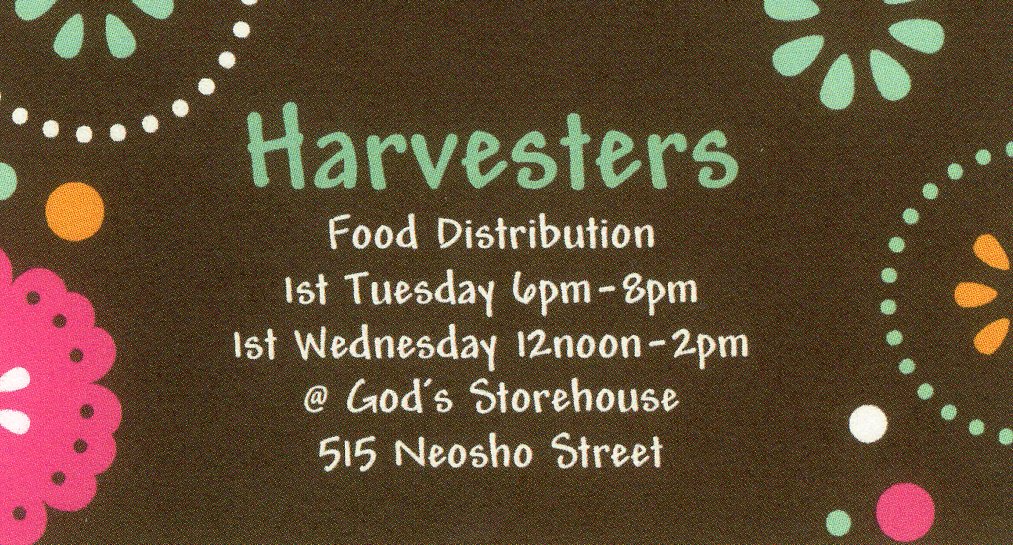 Harvesters
Food Distribution
1st Tuesday 6pm-8pm
1st Wednesday 12noon-2pm
@ God's Storehouse
515 Neosho Street